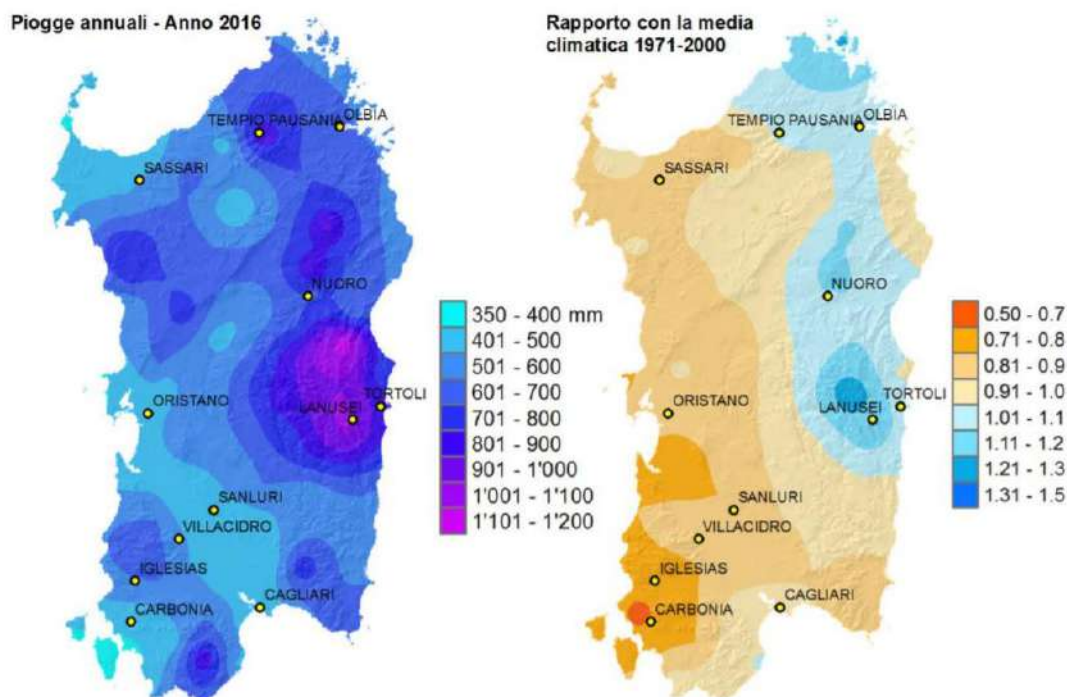 Piogge annuali - Anno 2016
TEMPIO PAUSANIA
OLBIA
SASSARI
NUORO
ORISTANO
TORTOLI
LANUSEI
SANLURI
VILLACIDRO
IGLESIAS
CARBONIA
CAGLIARI
350 - 400 mm
401 - 500
501 - 600
601 - 700
701 - 800
801 - 900
901 - 1'000
1'001 - 1'100
1'101 - 1'200
Rapporto con la media
climatica 1971-2000
TEMPIO PAUSANIA
OLBIA
SASSARI
NUORO
ORISTANO
TORTOLI
LANUSEI
SANLURI
VILLACIDRO
IGLESIAS
CARBONIA
CAGLIARI
0.50 - 0.7
0.71 - 0.8
0.81 - 0.9
0.91 - 1.0
1.01 - 1.1
1.11 - 1.2
1.21 - 1.3
1.31 - 1.5